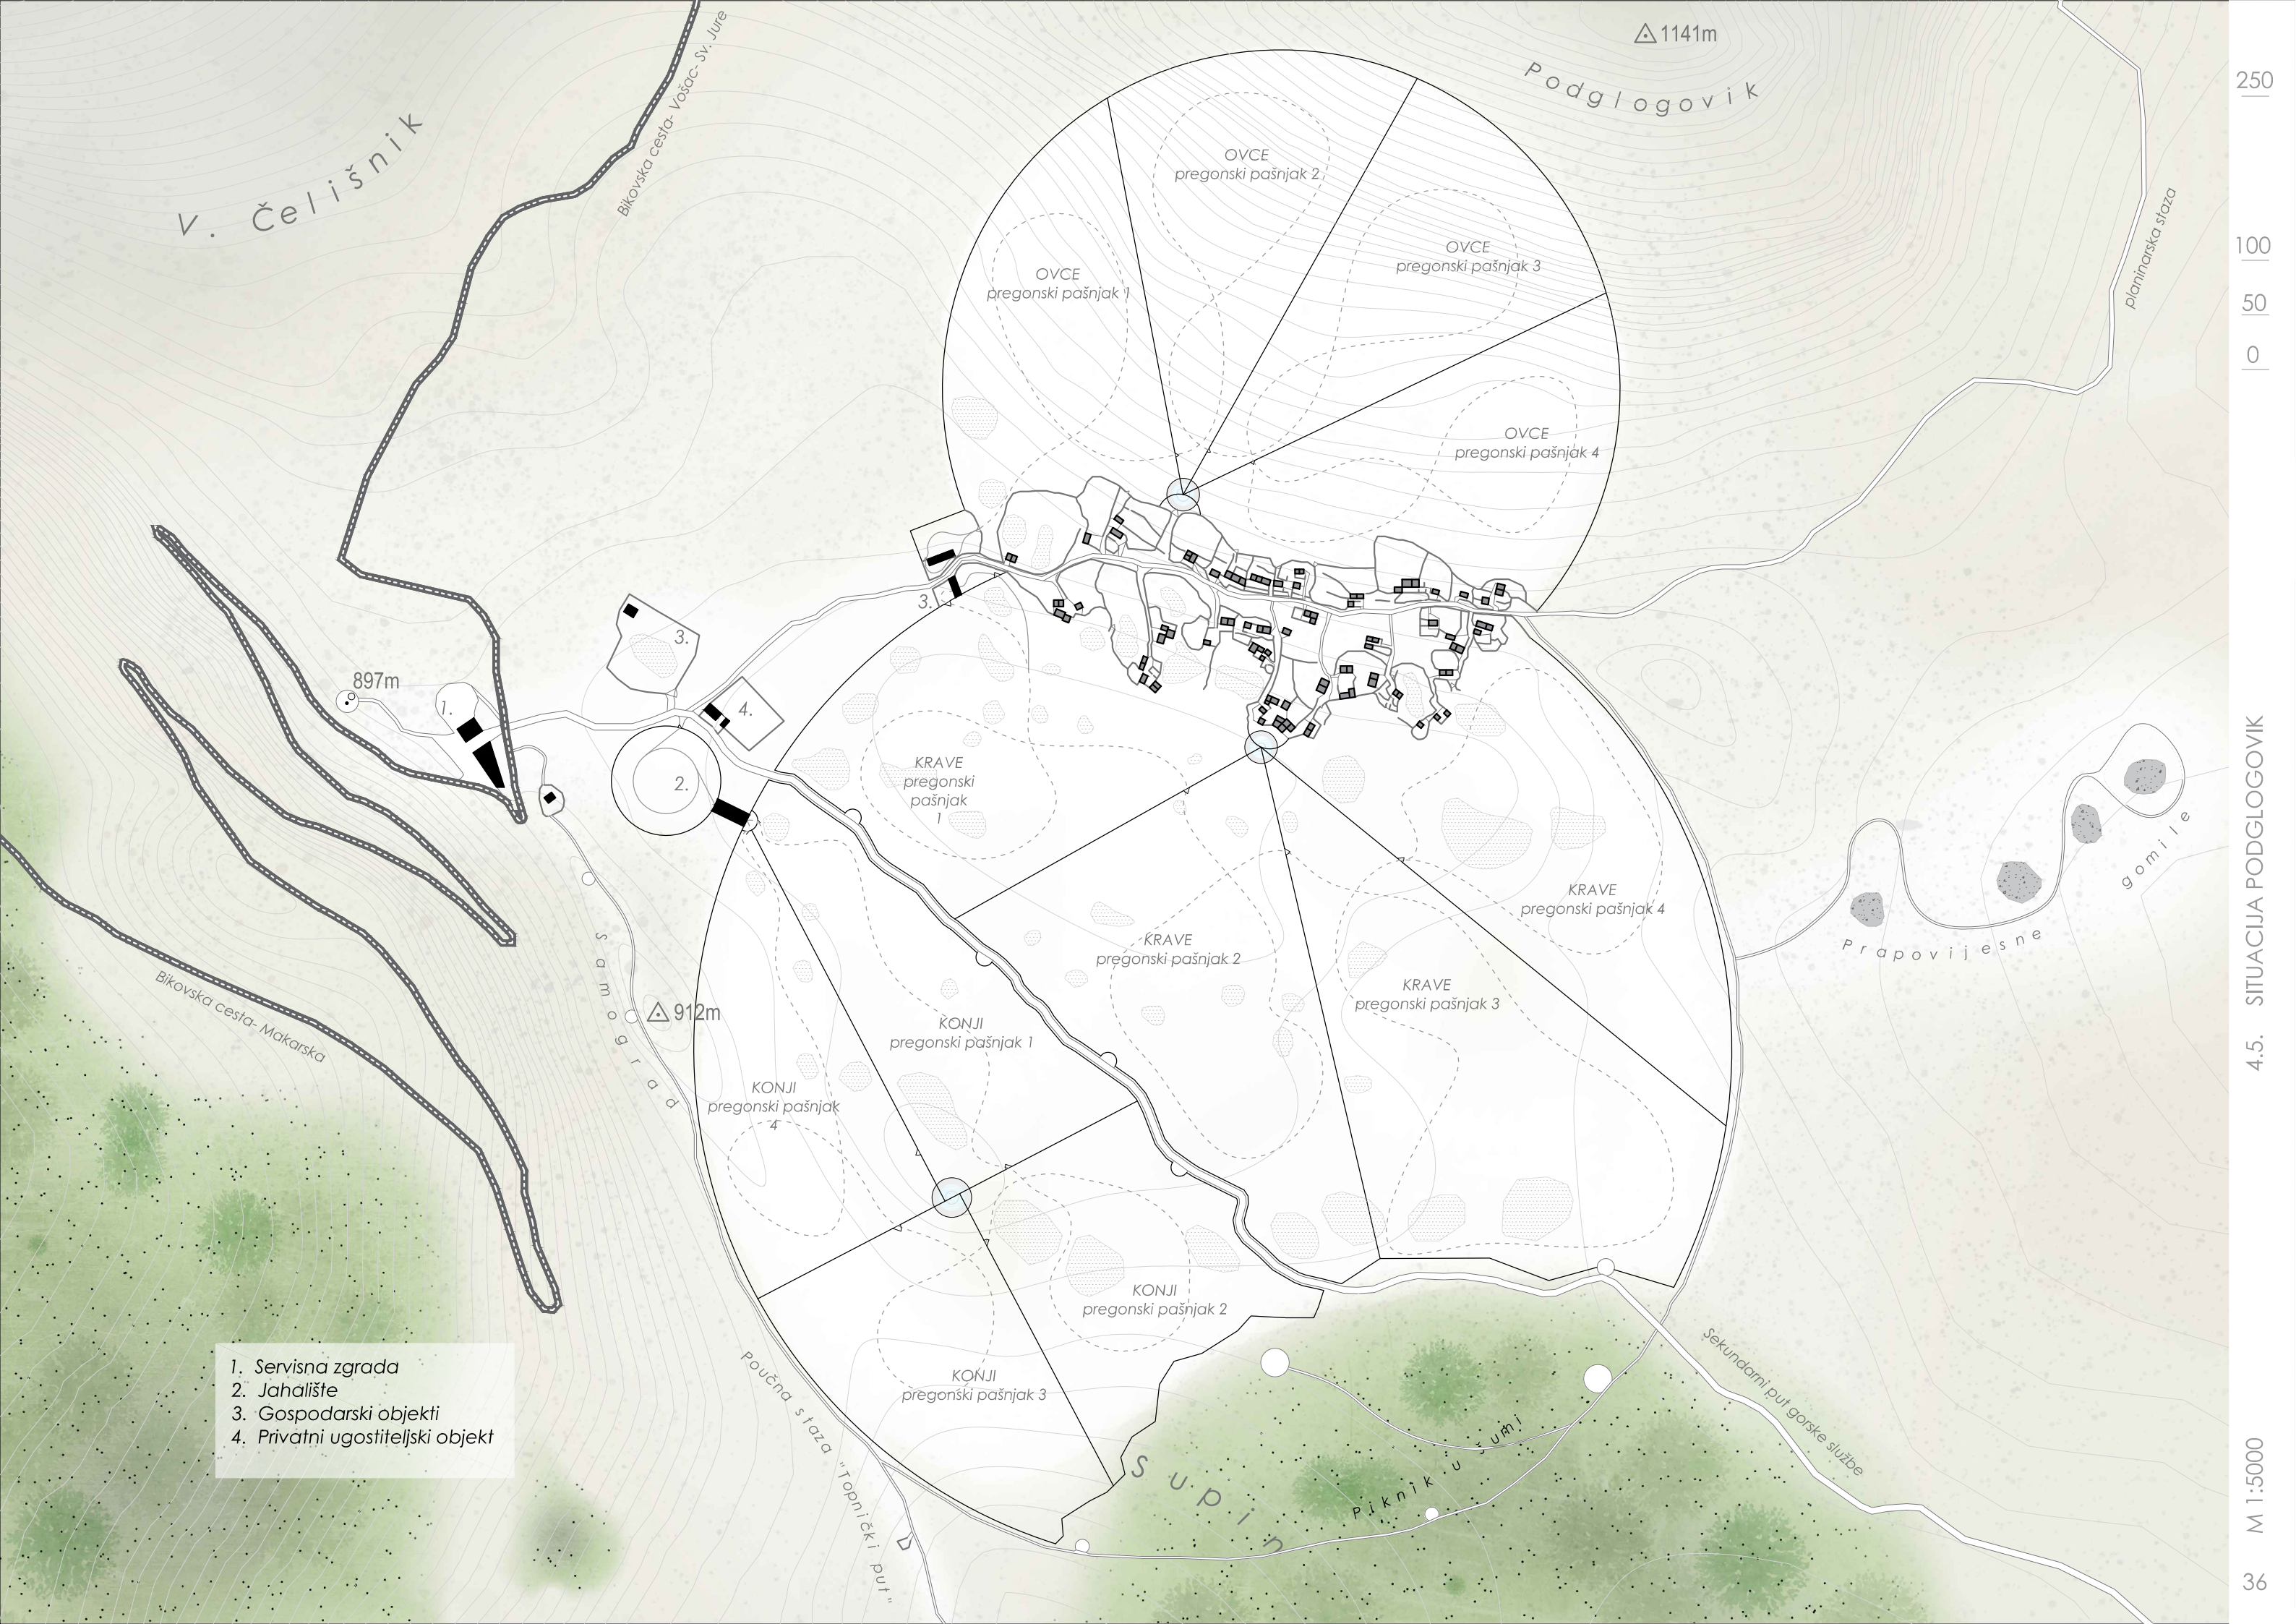 1141m
Podglogovik
V. Čelišnik
Bikovska cesta- Vošac- Sv. Jure
planinarska staza
OVCE
pregonski pašnjak 2
OVCE
pregonski pašnjak 3
OVCE
pregonski pašnjak 1
OVCE
pregonski pašnjak 4
3.
3.
897m
1.
4.
2.
KRAVE
pregonski
pašnjak
1
KRAVE
pregonski pašnjak 4
KRAVE
pregonski pašnjak 2
KRAVE
pregonski pašnjak 3
Prapovijesne gomile
Samograd
912m
Bikovska cesta- Makarska
KONJI
pregonski pašnjak 1
KONJI
pregonski pašnjak
4
KONJI
pregonski pašnjak 2
KONJI
pregonski pašnjak 3
Poučna staza "Topnički put"
Sekundarni put gorske službe
Piknik u šumi
Supin
1. Servisna zgrada
2. Jahalište
3. Gospodarski objekti
4. Privatni ugostiteljski objekt
250
100
50
0
4.5. SITUACIJA PODGLOGOVIK
M 1:5000
36